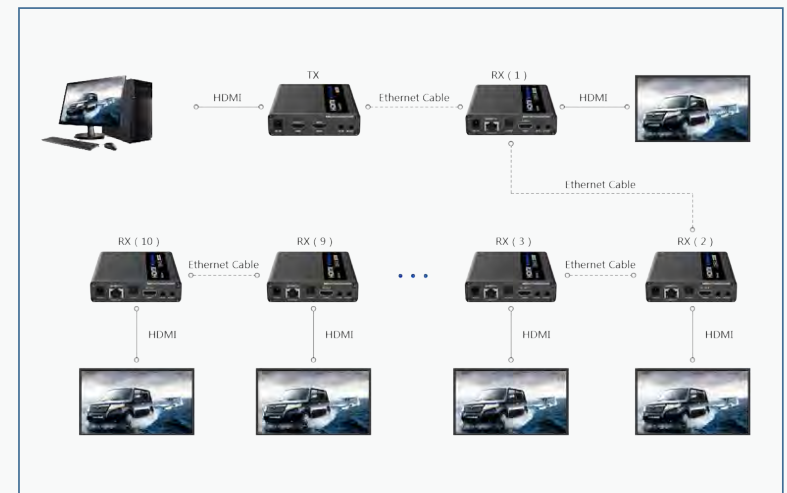 TX
RX ( 1 )
HDMI
Ethernet Cable
HDMI
Ethernet Cable
RX ( 10 )
RX ( 9 )
RX ( 3 )
RX ( 2 )
Ethernet Cable
Ethernet Cable
HDMI
HDMI
HDMI
HDMI